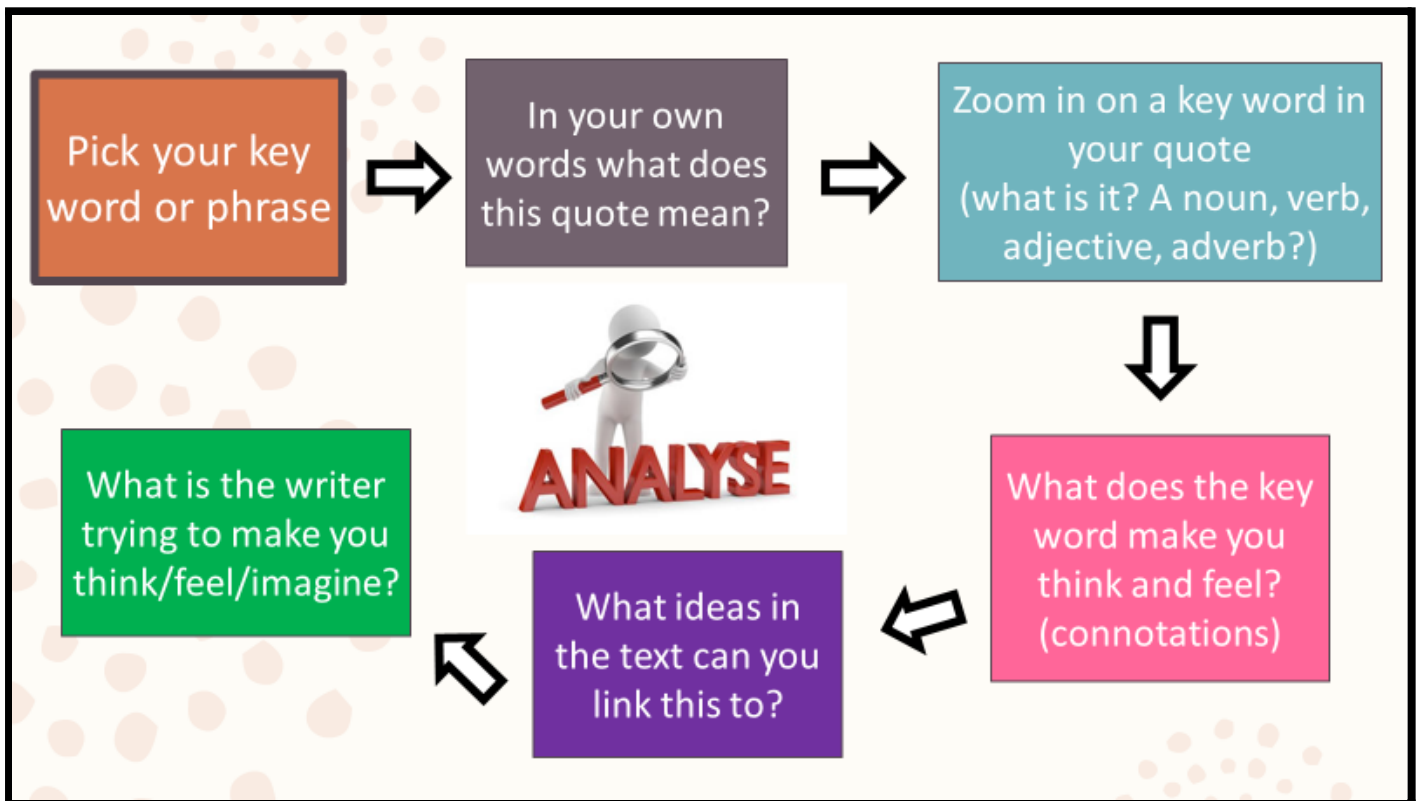 Pick your key
word or phrase
In your own
words what does
this quote mean?
Zoom in on a key word in
your quote
(what is it? A noun, verb,
adjective, adverb?)
What does the key
word make you
think and feel?
(connotations)
What ideas in
the text can you
link this to?
What is the writer
trying to make you
think/feel/imagine?
ANALYSE